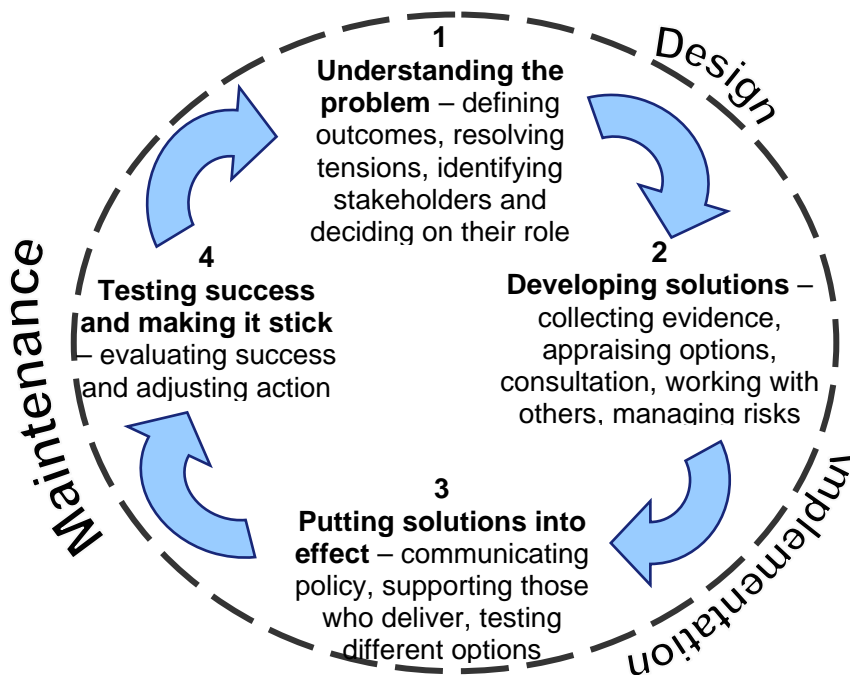 1
Understanding the
problem – defining
outcomes, resolving
tensions, identifying
stakeholders and
deciding on their role
Design
2
Developing solutions –
collecting evidence,
appraising options,
consultation, working with
others, managing risks
Implementation
3
Putting solutions into
effect – communicating
policy, supporting those
who deliver, testing
different options
4
Testing success
and making it stick
– evaluating success
and adjusting action
Maintenance